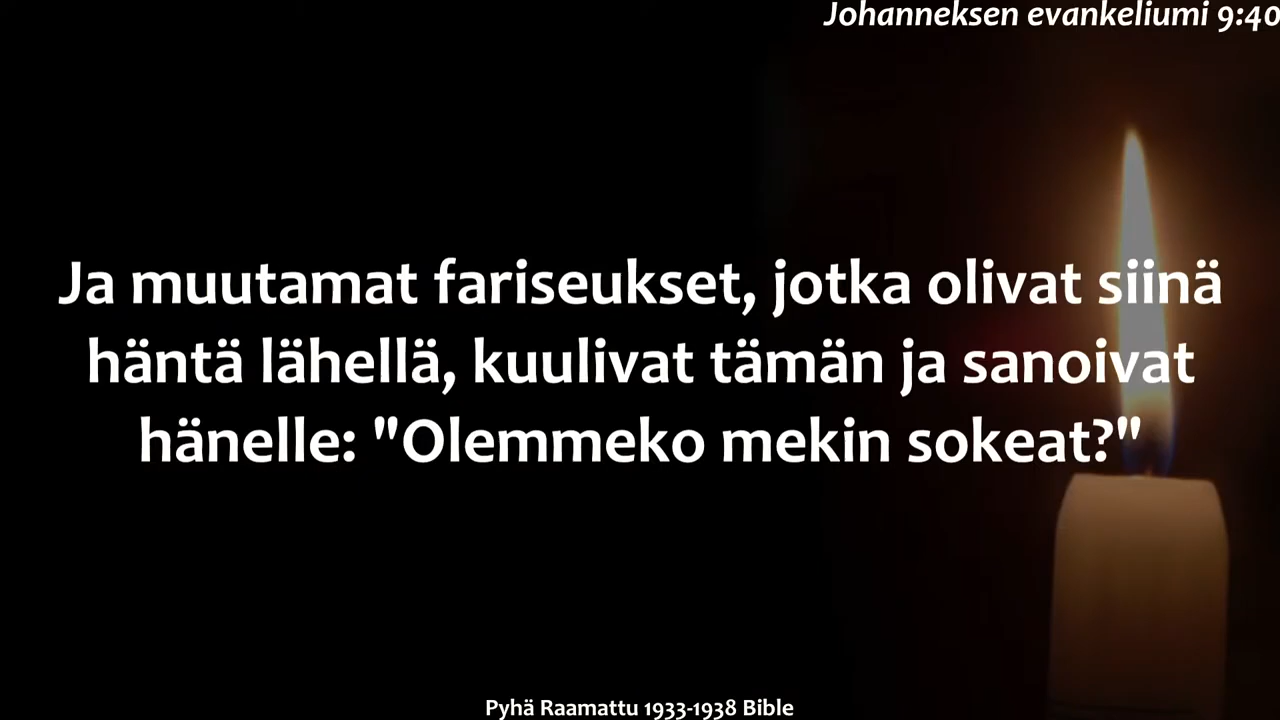 Johanneksen evankeliumi 9:40
Ja muutamat fariseukset, jotka olivat siinä
häntä lähellä, kuulivat tämän ja sanoivat
hänelle: "Olemmeko mekin sokeat?"
Pyhä Raamattu 1933-1938 Bible